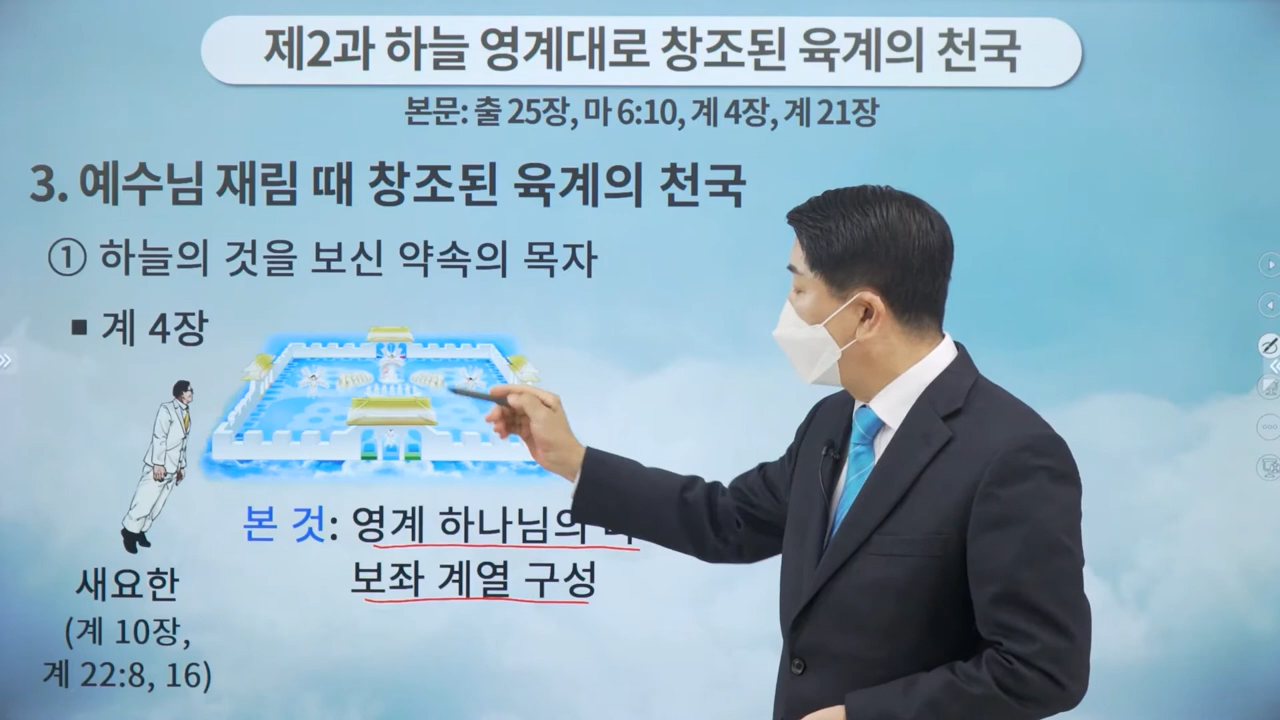 제2과 하늘 영계대로 창조된 육계의 천국
본문: 출 25장, 마 6:10, 계 4장, 계 21장
3. 예수님 재림 때 창조된 육계의 천국
① 하늘의 것을 보신 약속의 목자
■ 계 4장
본 것: 영계 하나님의
보좌 계열 구성
새요한
(계 10장,
계 22:8, 16)